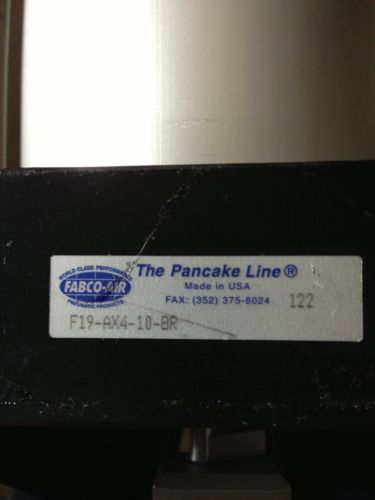 WORLD CLASS PERFORMANCE
FABCO-AIR
PNEUMATIC PRODUCTS
The Pancake Line®
Made in USA
FAX: (352) 375-8024
122
F19-AX4-10-BR